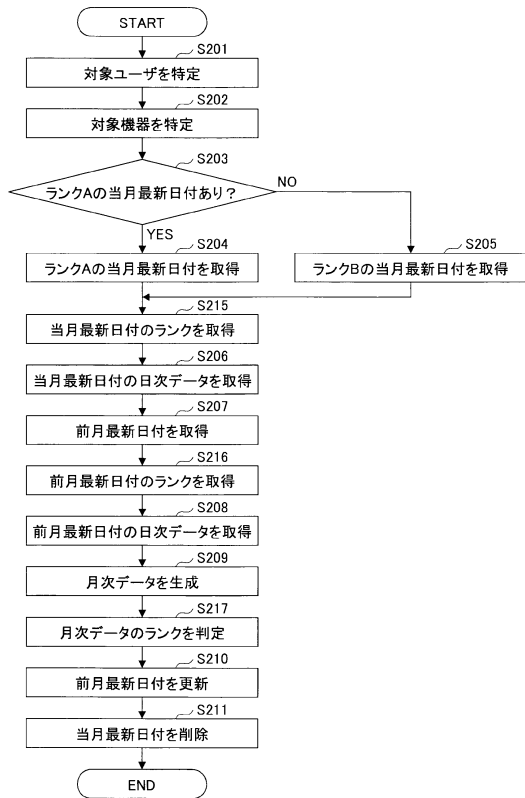 START
S201
対象ユーザを特定
S202
対象機器を特定
S203
ランクAの当月最新日付あり？
NO
YES
S204
ランクAの当月最新日付を取得
S205
ランクBの当月最新日付を取得
S215
当月最新日付のランクを取得
S206
当月最新日付の日次データを取得
S207
前月最新日付を取得
S216
前月最新日付のランクを取得
S208
前月最新日付の日次データを取得
S209
月次データを生成
S217
月次データのランクを判定
S210
前月最新日付を更新
S211
当月最新日付を削除
END